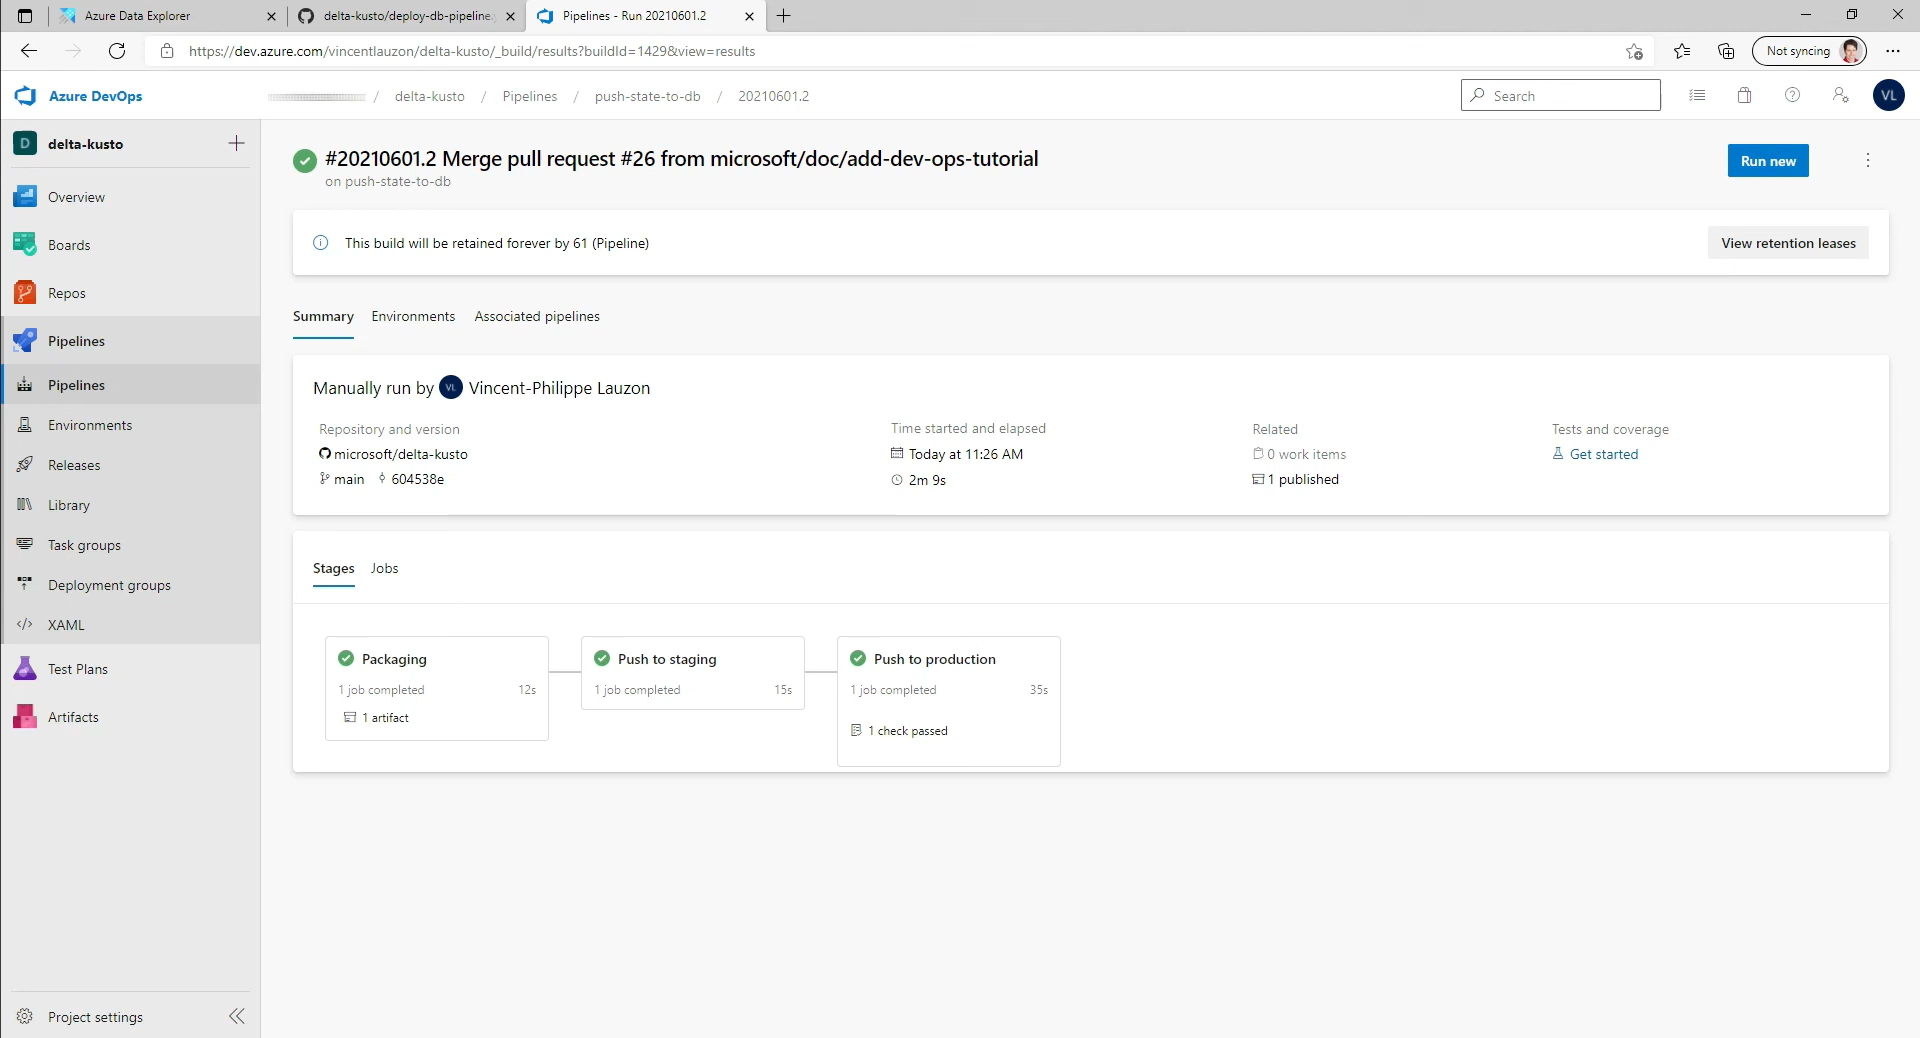 Azure Data Explorer
delta-kusto/deploy-db-pipeline.
Pipelines - Run 20210601.2
https://dev.azure.com/vincentlauzon/delta-kusto/_build/results?buildId=1429&view=results
Not syncing
Azure DevOps
/ delta-kusto / Pipelines / push-state-to-db / 20210601.2
Search
VL
D delta-kusto
Overview
Boards
Repos
Pipelines
Pipelines
Environments
Releases
Library
Task groups
Deployment groups
XAML
Test Plans
Artifacts
Project settings
#20210601.2 Merge pull request #26 from microsoft/doc/add-dev-ops-tutorial
on push-state-to-db
Run new
This build will be retained forever by 61 (Pipeline)
View retention leases
Summary Environments Associated pipelines
Manually run by VL Vincent-Philippe Lauzon
Repository and version
microsoft/delta-kusto
main 604538e
Time started and elapsed
Today at 11:26 AM
2m 9s
Related
0 work items
1 published
Tests and coverage
Get started
Stages Jobs
Packaging
1 job completed 12s
1 artifact
Push to staging
1 job completed 15s
Push to production
1 job completed 35s
1 check passed